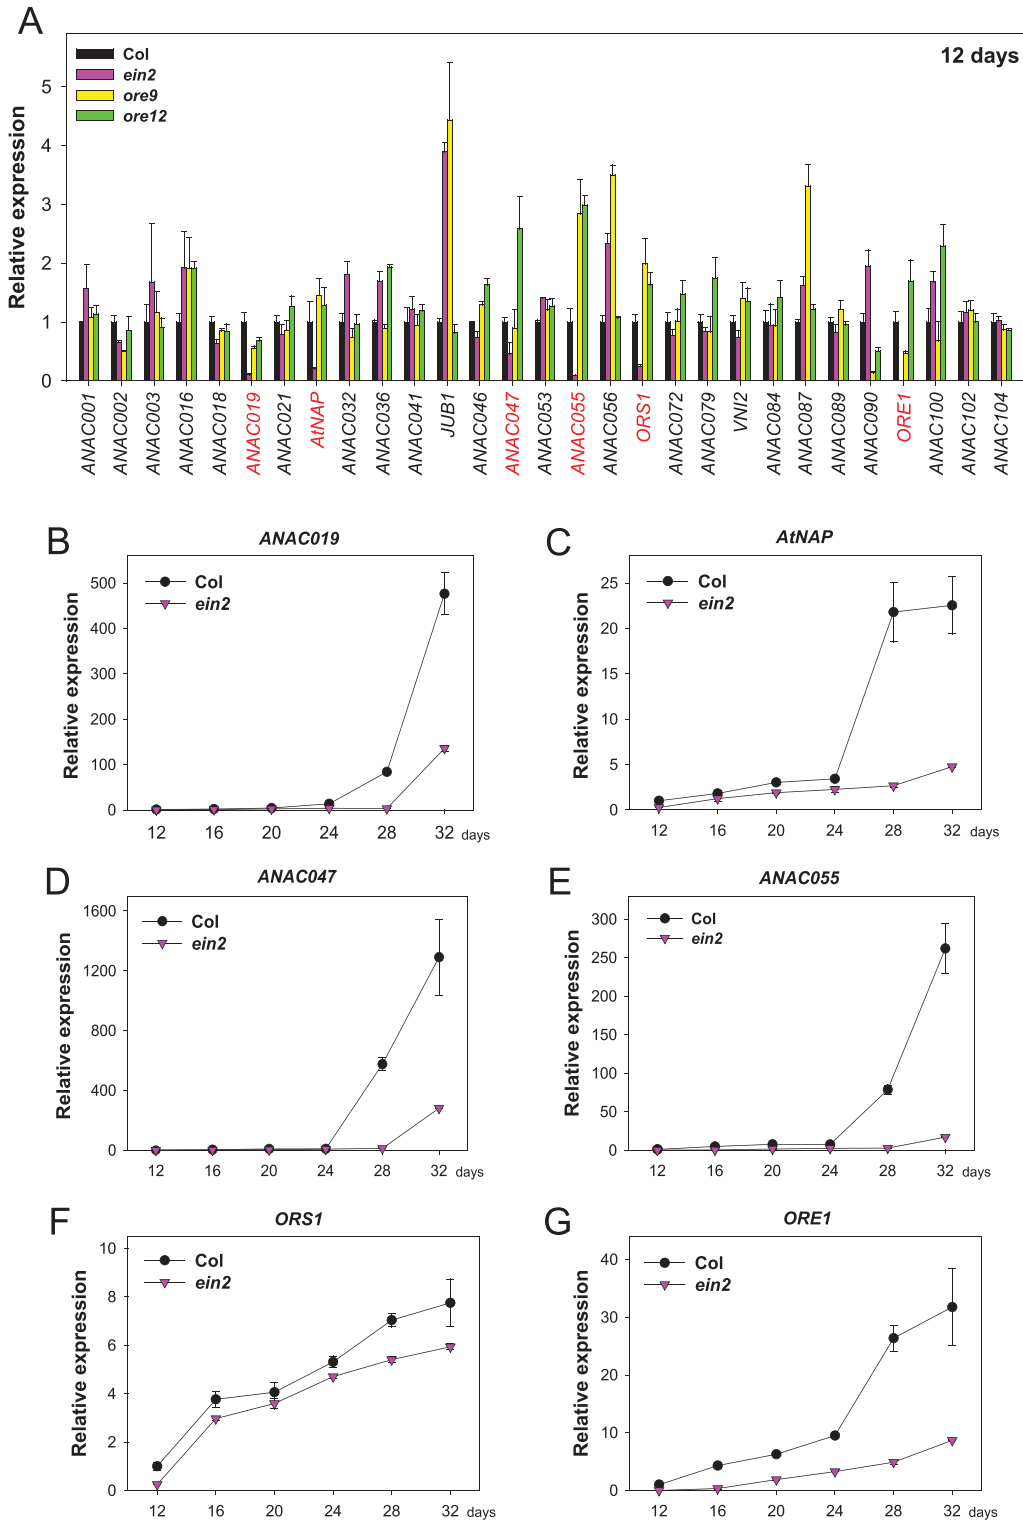 A
Col
ein2
ore9
ore12
12 days
Relative expression
5
4
3
2
1
0
ANAC001
ANAC002
ANAC003
ANAC016
ANAC018
ANAC019
ANAC021
AtNAP
ANAC032
ANAC036
ANAC041
JUB1
ANAC046
ANAC047
ANAC053
ANAC055
ANAC056
ORS1
ANAC072
ANAC079
VNI2
ANAC084
ANAC087
ANAC089
ANAC090
ORE1
ANAC100
ANAC102
ANAC104
B
ANAC019
Col
ein2
Relative expression
500
400
300
200
100
0
12 16 20 24 28 32 days
C
AtNAP
Col
ein2
Relative expression
25
20
15
10
5
0
12 16 20 24 28 32 days
D
ANAC047
Col
ein2
Relative expression
1600
1200
800
400
0
12 16 20 24 28 32 days
E
ANAC055
Col
ein2
Relative expression
300
250
200
150
100
50
0
12 16 20 24 28 32 days
F
ORS1
Col
ein2
Relative expression
10
8
6
4
2
0
12 16 20 24 28 32 days
G
ORE1
Col
ein2
Relative expression
40
30
20
10
0
12 16 20 24 28 32 days